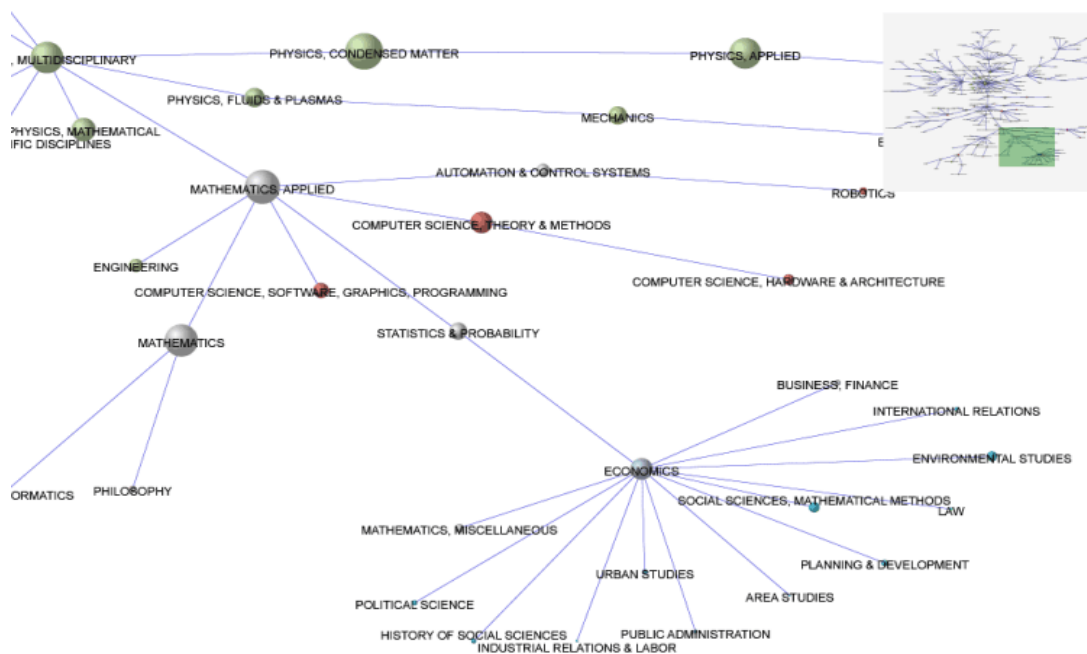 , MULTIDISCIPLINARY
PHYSICS, CONDENSED MATTER
PHYSICS, APPLIED
PHYSICS, FLUIDS & PLASMAS
MECHANICS
PHYSICS, MATHEMATICAL
IFIC DISCIPLINES
E
AUTOMATION & CONTROL SYSTEMS
MATHEMATICS, APPLIED
ROBOTICS
COMPUTER SCIENCE, THEORY & METHODS
ENGINEERING
COMPUTER SCIENCE, HARDWARE & ARCHITECTURE
COMPUTER SCIENCE, SOFTWARE, GRAPHICS, PROGRAMMING
STATISTICS & PROBABILITY
MATHEMATICS
BUSINESS, FINANCE
INTERNATIONAL RELATIONS
ENVIRONMENTAL STUDIES
ECONOMICS
ORMATICS
PHILOSOPHY
SOCIAL SCIENCES, MATHEMATICAL METHODS
LAW
MATHEMATICS, MISCELLANEOUS
PLANNING & DEVELOPMENT
URBAN STUDIES
AREA STUDIES
POLITICAL SCIENCE
HISTORY OF SOCIAL SCIENCES
PUBLIC ADMINISTRATION
INDUSTRIAL RELATIONS & LABOR